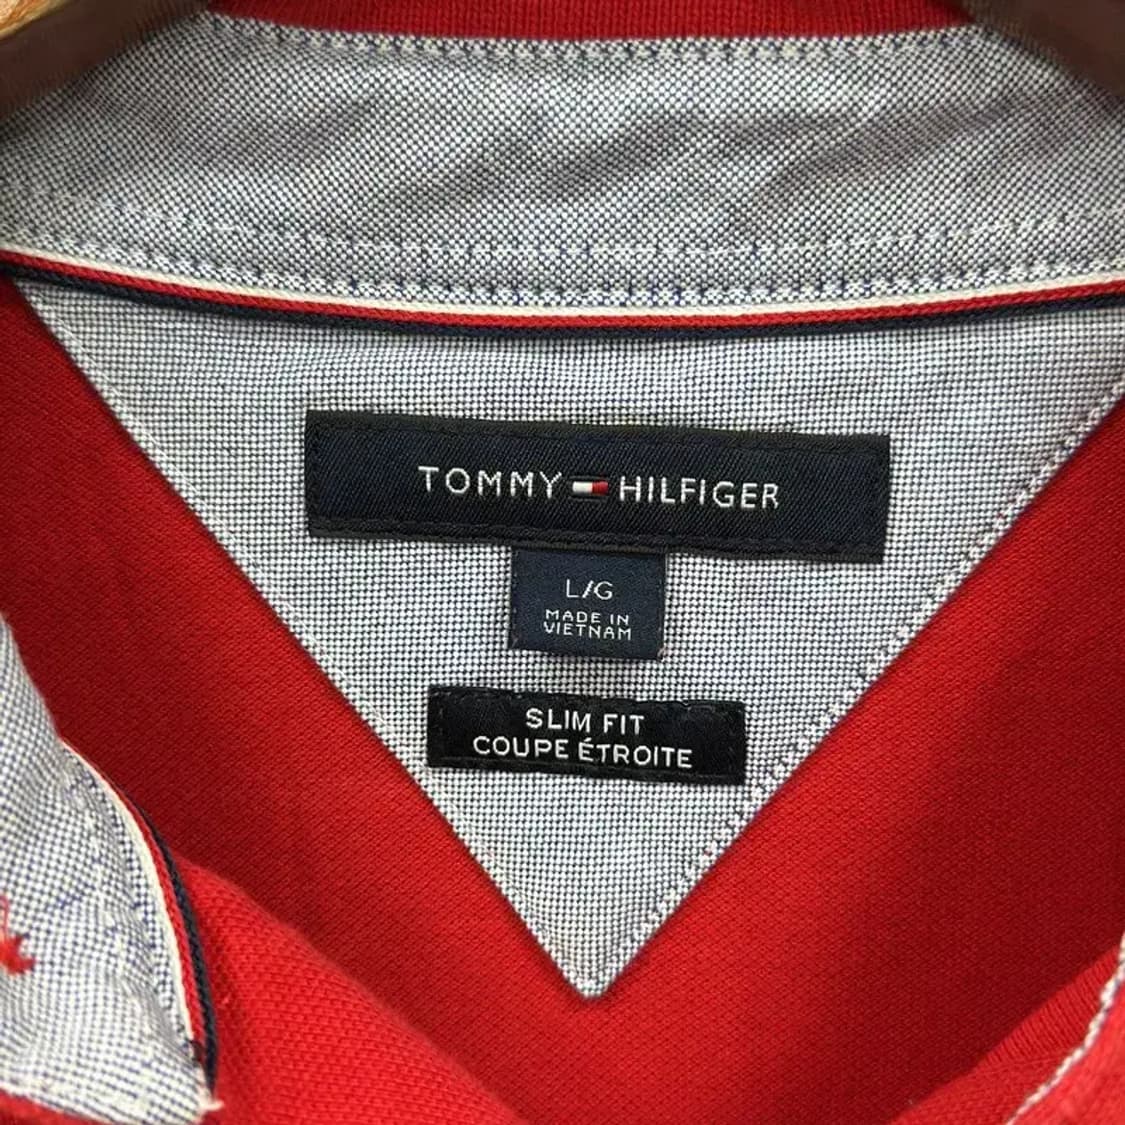 TOMMY HILFIGER
L/G
MADE IN
VIETNAM
SLIM FIT
COUPE ÉTROITE